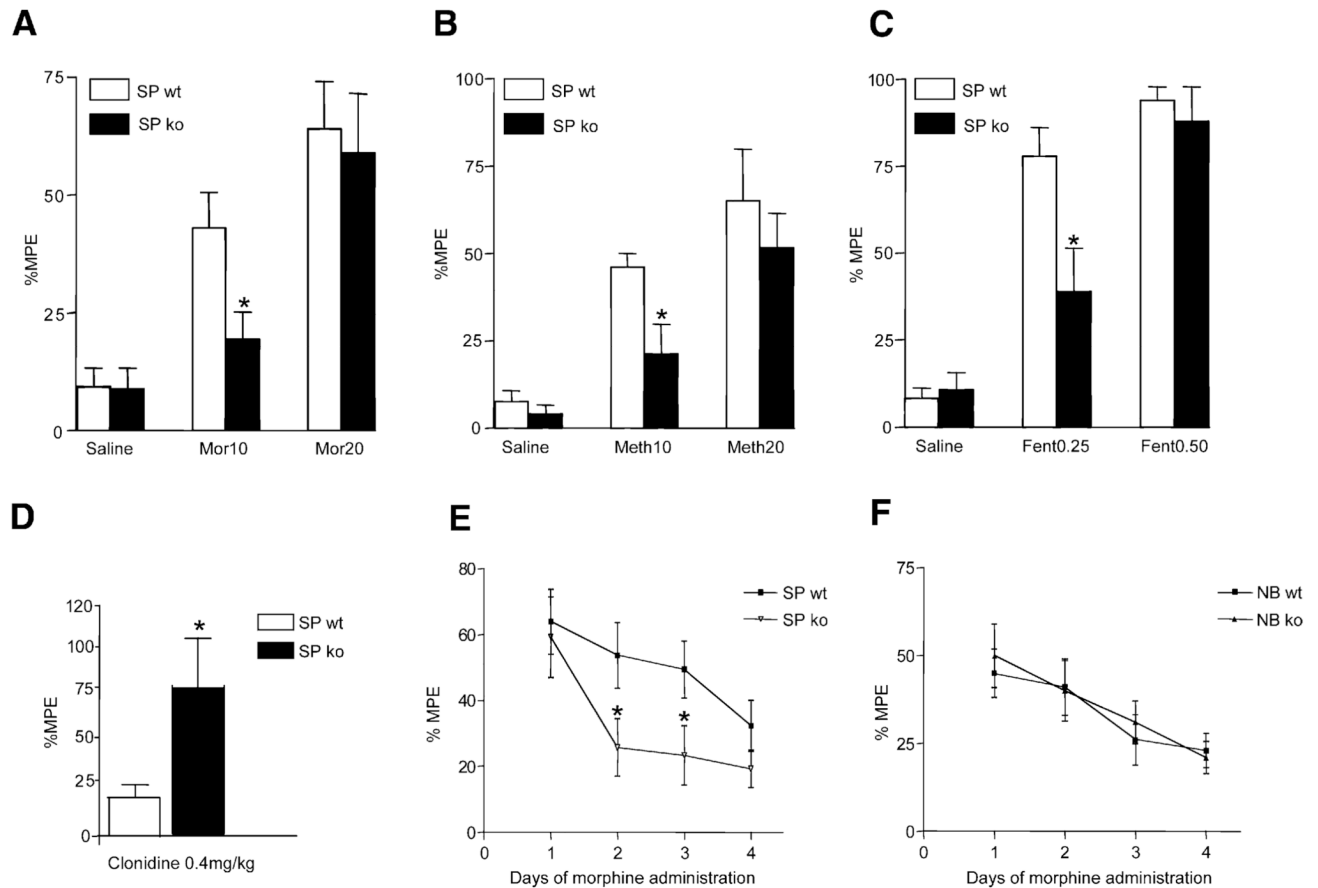 A
B
C
75
50
25
0
%MPE
SP wt
SP ko
*
Saline
Mor10
Mor20
100
75
50
25
0
%MPE
SP wt
SP ko
*
Saline
Meth10
Meth20
100
75
50
25
0
% MPE
SP wt
SP ko
*
Saline
Fent0.25
Fent0.50
D
E
F
120
100
75
50
25
0
%MPE
*
SP wt
SP ko
Clonidine 0.4mg/kg
80
60
40
20
0
% MPE
SP wt
SP ko
*
*
0 1 2 3 4
Days of morphine administration
75
50
25
0
% MPE
NB wt
NB ko
0 1 2 3 4
Days of morphine administration